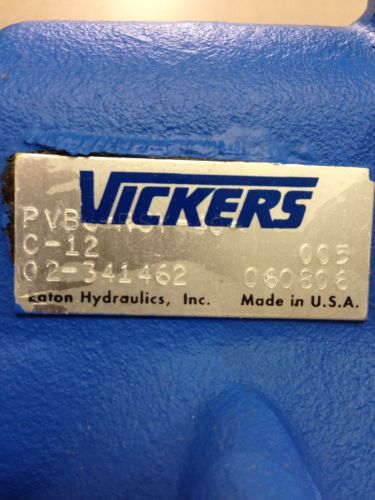 VICKERS
C-12 005
02-341462 060806
Eaton Hydraulics, Inc. Made in U.S.A.